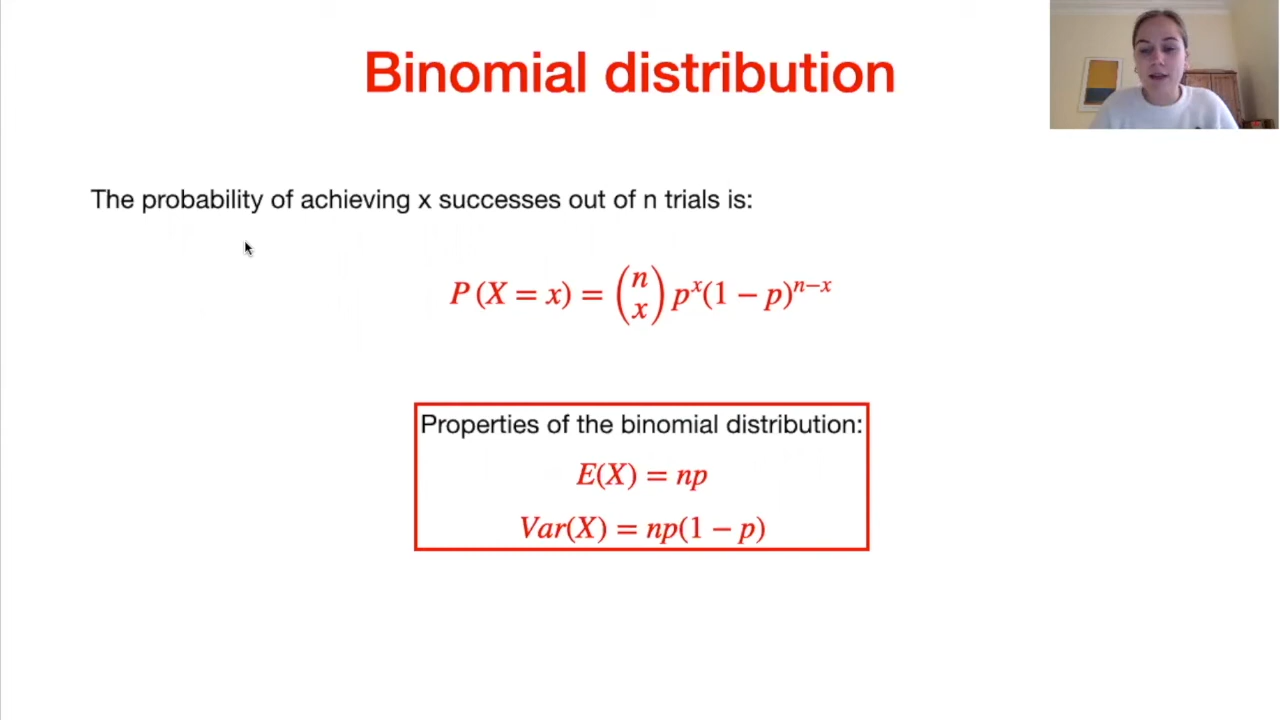 Binomial distribution
The probability of achieving x successes out of n trials is:
P(X = x) = (n x) p^x (1 − p)^{n−x}
Properties of the binomial distribution:
E(X) = np
Var(X) = np(1 − p)